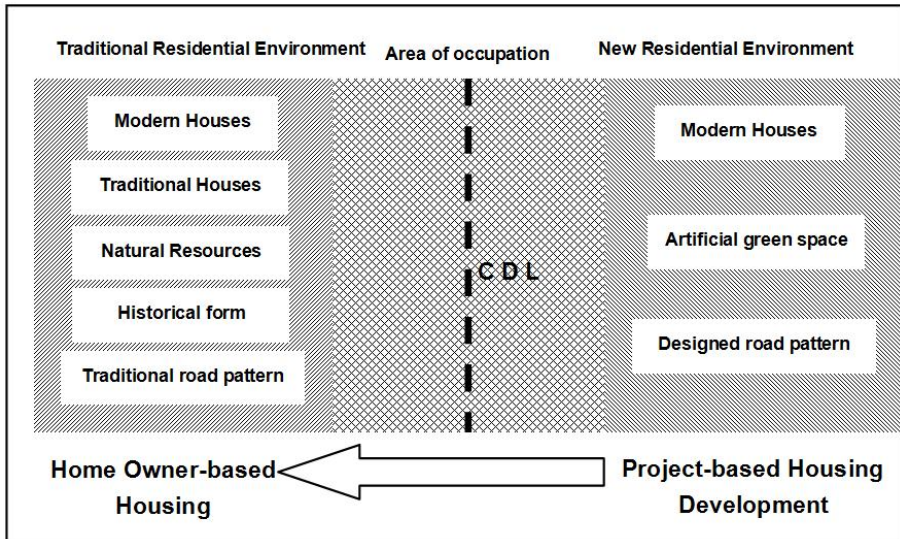 Traditional Residential Environment
Area of occupation
New Residential Environment
Modern Houses
Traditional Houses
Natural Resources
Historical form
Traditional road pattern
C D L
Modern Houses
Artificial green space
Designed road pattern
Home Owner-based
Housing
Project-based Housing
Development